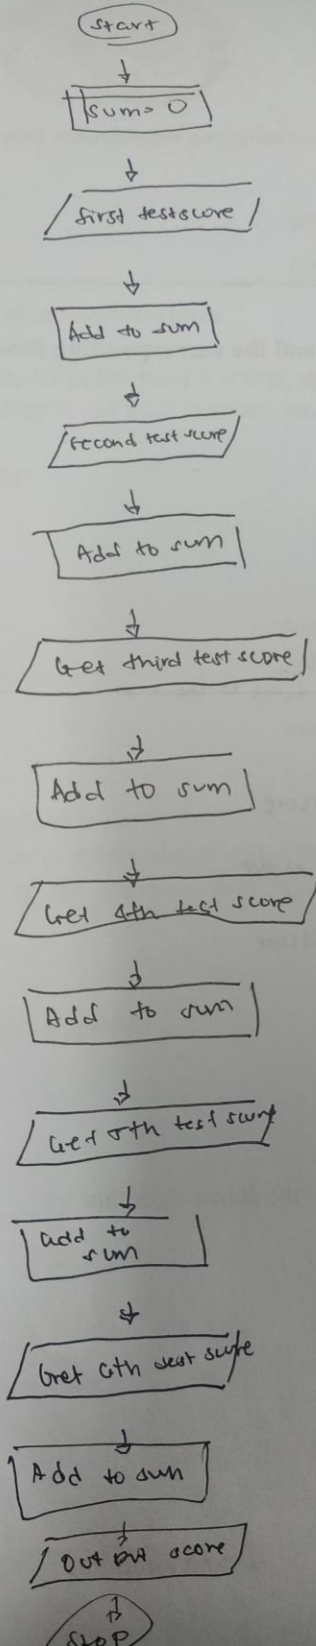 start
sum= 0
first testscore
Add to sum
second test score
Add to sum
Get third test score
Add to sum
Get 4th test score
Add to sum
Get 5th test score
add to
sum
Get 6th test score
Add to sum
Out put score
stop